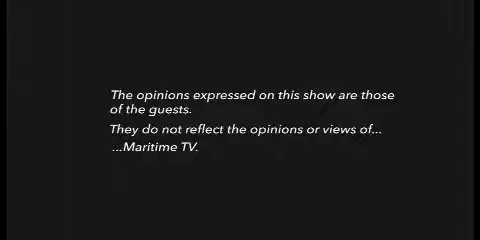 The opinions expressed on this show are those
of the guests.
They do not reflect the opinions or views of...
...Maritime TV.